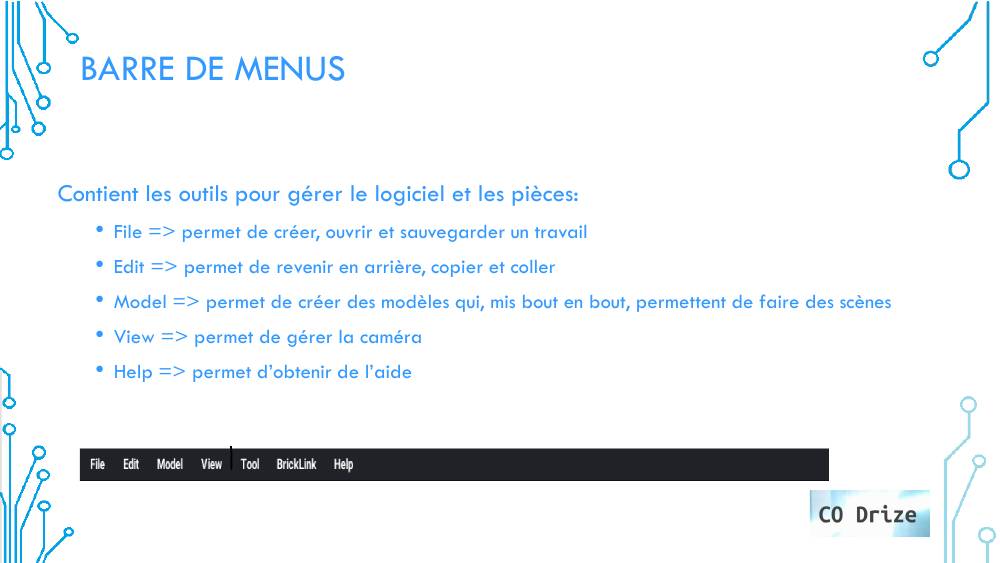 BARRE DE MENUS
Contient les outils pour gérer le logiciel et les pièces:
• File => permet de créer, ouvrir et sauvegarder un travail
• Edit => permet de revenir en arrière, copier et coller
• Model => permet de créer des modèles qui, mis bout en bout, permettent de faire des scènes
• View => permet de gérer la caméra
• Help => permet d’obtenir de l’aide
File Edit Model View Tool BrickLink Help
CO Drize